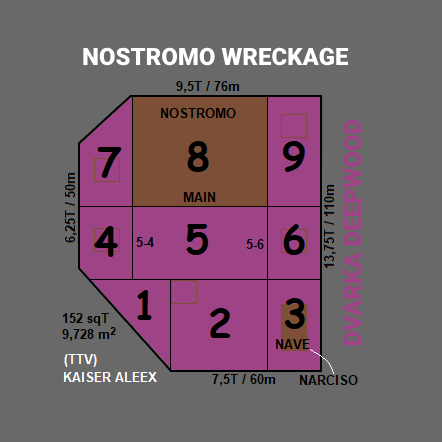 NOSTROMO WRECKAGE
9,5T / 76m
NOSTROMO
7
8
9
MAIN
6,25T / 50m
DVARKA DEEPWOOD
13,75T / 110m
4
5-4
5
5-6
6
1
2
3
152 sqT
9,728 m²
NAVE
(TTV)
KAISER ALEEX
7,5T / 60m
NARCISO